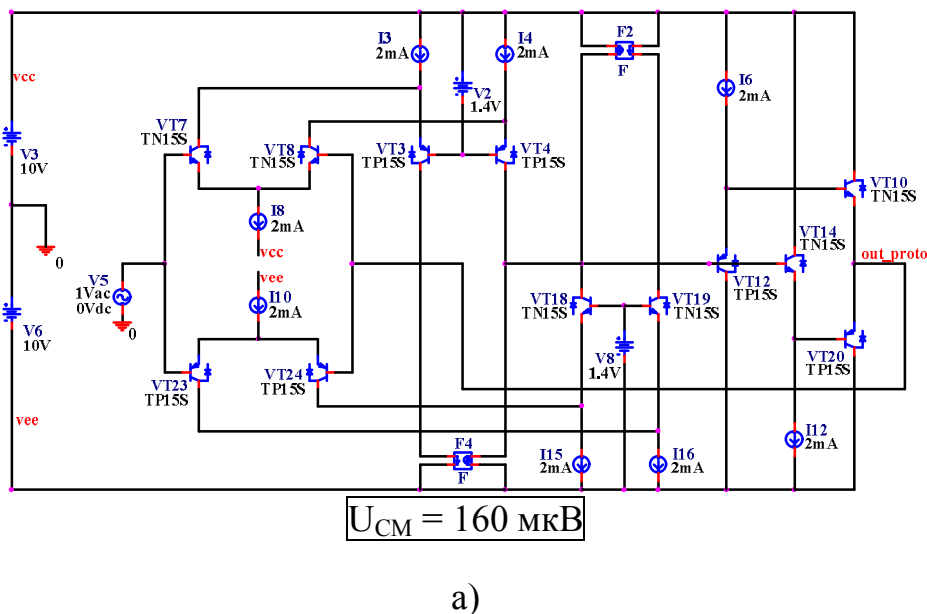 I3
2mA
I4
2mA
F2
F
vcc
V2
1.4V
I6
2mA
VT7
TN15S
VT8
TN15S
VT3
TP15S
VT4
TP15S
V3
10V
VT10
TN15S
I8
2mA
vcc
VT14
TN15S
out_proto
0
vee
VT12
TP15S
V5
1Vac
0Vdc
I10
2mA
VT18
TN15S
VT19
TN15S
0
V6
10V
V8
1.4V
VT20
TP15S
VT23
TP15S
VT24
TP15S
vee
I12
2mA
F4
F
I15
2mA
I16
2mA
UСМ = 160 мкВ
а)